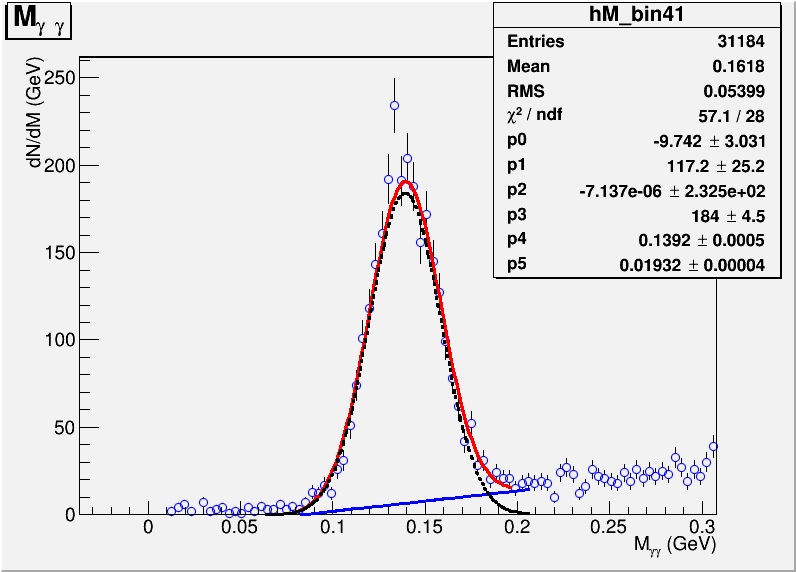 M γ γ
hM_bin41
Entries 31184
Mean 0.1618
RMS 0.05399
χ² / ndf 57.1 / 28
p0 -9.742 ± 3.031
p1 117.2 ± 25.2
p2 -7.137e-06 ± 2.325e+02
p3 184 ± 4.5
p4 0.1392 ± 0.0005
p5 0.01932 ± 0.00004
dN/dM (GeV)
250
200
150
100
50
0
0 0.05 0.1 0.15 0.2 0.25 0.3
Mγγ (GeV)